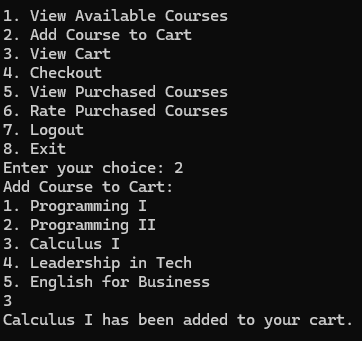 1. View Available Courses
2. Add Course to Cart
3. View Cart
4. Checkout
5. View Purchased Courses
6. Rate Purchased Courses
7. Logout
8. Exit
Enter your choice: 2
Add Course to Cart:
1. Programming I
2. Programming II
3. Calculus I
4. Leadership in Tech
5. English for Business
3
Calculus I has been added to your cart.